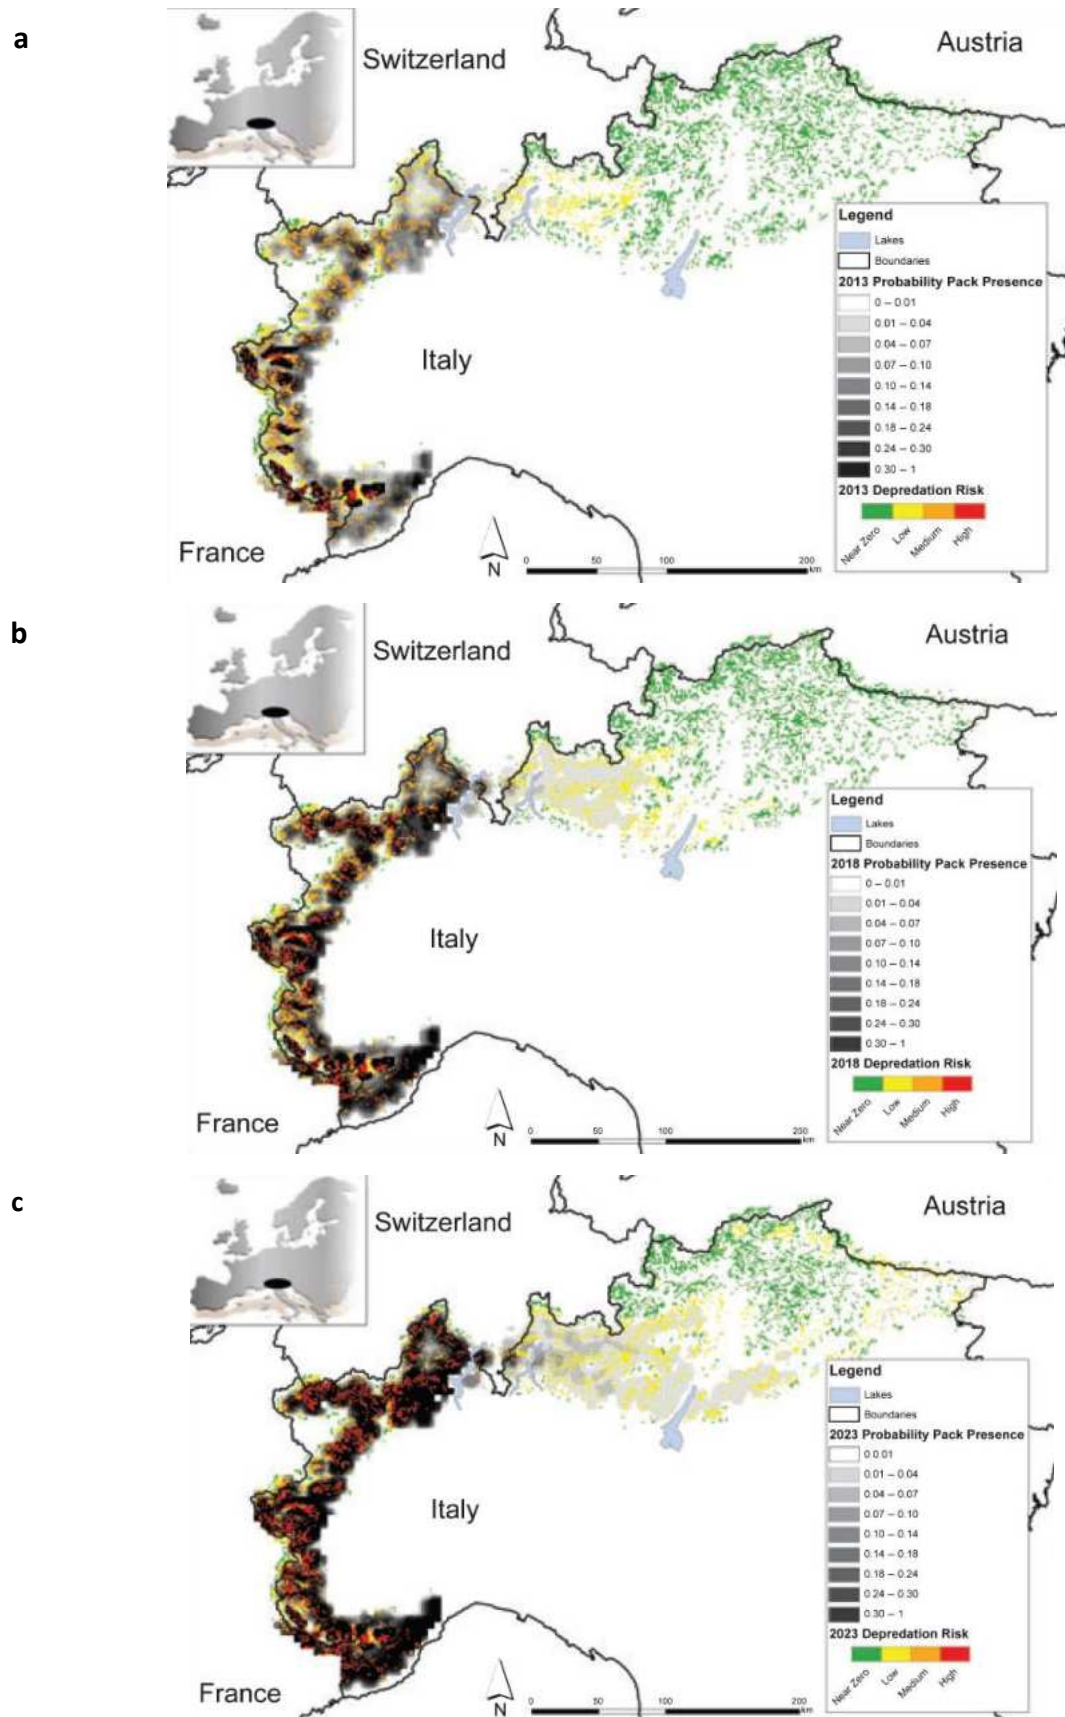 a
Switzerland
Austria
Italy
France
N
0 50 100 200
km
Legend
Lakes
Boundaries
2013 Probability Pack Presence
0 – 0.01
0.01 – 0.04
0.04 – 0.07
0.07 – 0.10
0.10 – 0.14
0.14 – 0.18
0.18 – 0.24
0.24 – 0.30
0.30 – 1
2013 Depredation Risk
Near Zero
Low
Medium
High
b
Switzerland
Austria
Italy
France
N
0 50 100 200
km
Legend
Lakes
Boundaries
2018 Probability Pack Presence
0 – 0.01
0.01 – 0.04
0.04 – 0.07
0.07 – 0.10
0.10 – 0.14
0.14 – 0.18
0.18 – 0.24
0.24 – 0.30
0.30 – 1
2018 Depredation Risk
Near Zero
Low
Medium
High
c
Switzerland
Austria
Italy
France
N
0 50 100 200
km
Legend
Lakes
Boundaries
2023 Probability Pack Presence
0 0.01
0.01 – 0.04
0.04 – 0.07
0.07 – 0.10
0.10 – 0.14
0.14 – 0.18
0.18 – 0.24
0.24 – 0.30
0.30 – 1
2023 Depredation Risk
Near Zero
Low
Medium
High